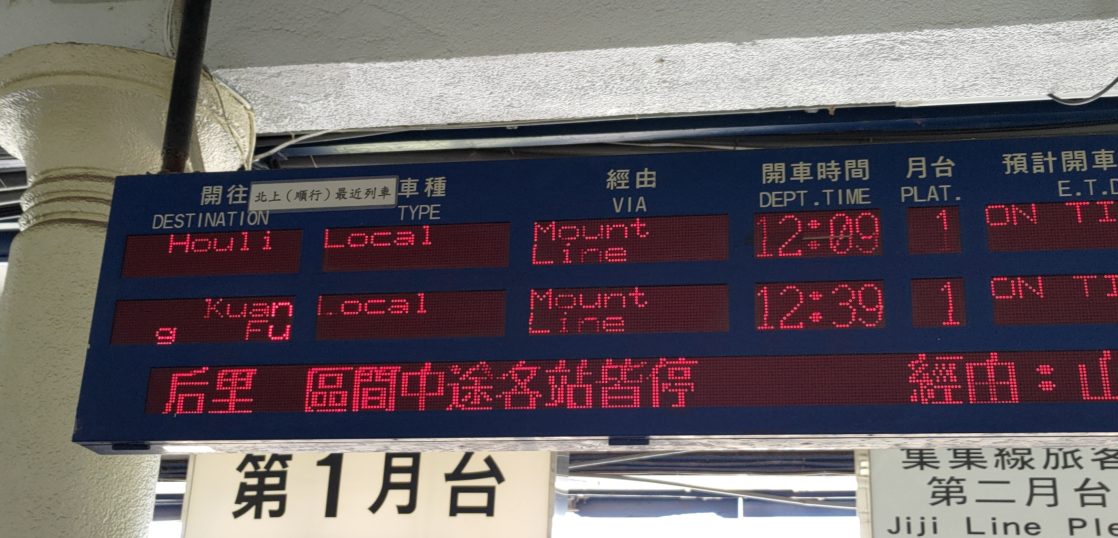 開往 北上(順行)最近列車 車種 經由 開車時間 月台 預計開車
DESTINATION TYPE VIA DEPT.TIME PLAT. E.T.D
Houli Local Mount Line 12:09 1 ON TI
Kuang Fu Local Mount Line 12:39 1 ON TI
后里 區間中途各站皆停 經由:山
第1月台
集集線旅客
第二月台
Jiji Line Ple